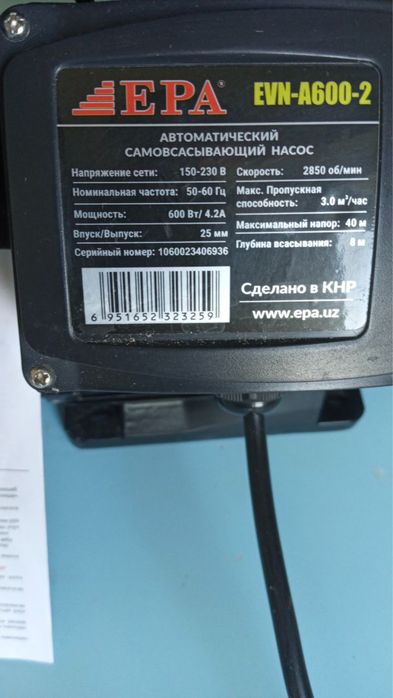 EPA EVN-A600-2
АВТОМАТИЧЕСКИЙ
САМОВСАСЫВАЮЩИЙ НАСОС
Напряжение сети: 150-230 В
Номинальная частота: 50-60 Гц
Мощность: 600 Вт/ 4.2А
Впуск/Выпуск: 25 мм
Серийный номер: 1060023406936
Скорость: 2850 об/мин
Макс. Пропускная
способность: 3.0 м³/час
Максимальный напор: 40 м
Глубина всасывания: 8 м
6 951652 323259
Сделано в КНР
www.epa.uz